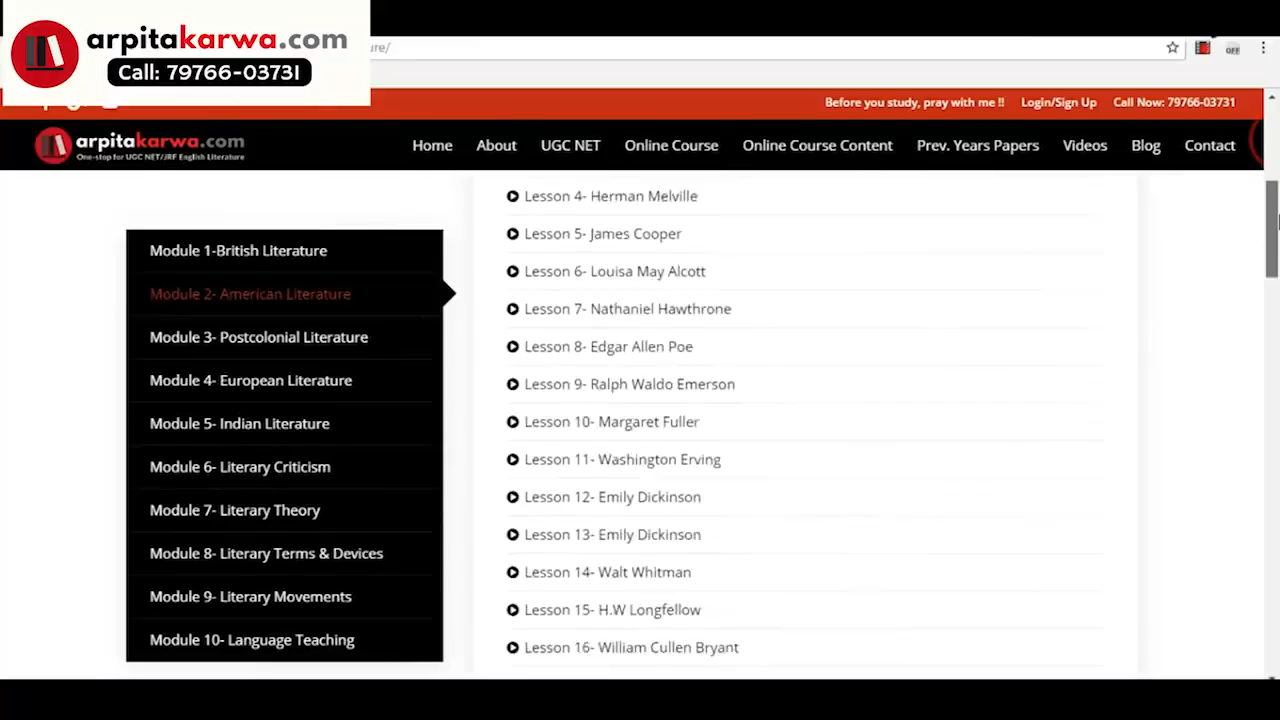 arpitakarwa.com
Call: 79766-03731
ure/
OFF
Before you study, pray with me !!
Login/Sign Up
Call Now: 79766-03731
arpitakarwa.com
One-stop for UGC NET/JRF English Literature
Home
About
UGC NET
Online Course
Online Course Content
Prev. Years Papers
Videos
Blog
Contact
Module 1-British Literature
Module 2- American Literature
Module 3- Postcolonial Literature
Module 4- European Literature
Module 5- Indian Literature
Module 6- Literary Criticism
Module 7- Literary Theory
Module 8- Literary Terms & Devices
Module 9- Literary Movements
Module 10- Language Teaching
Lesson 4- Herman Melville
Lesson 5- James Cooper
Lesson 6- Louisa May Alcott
Lesson 7- Nathaniel Hawthrone
Lesson 8- Edgar Allen Poe
Lesson 9- Ralph Waldo Emerson
Lesson 10- Margaret Fuller
Lesson 11- Washington Erving
Lesson 12- Emily Dickinson
Lesson 13- Emily Dickinson
Lesson 14- Walt Whitman
Lesson 15- H.W Longfellow
Lesson 16- William Cullen Bryant